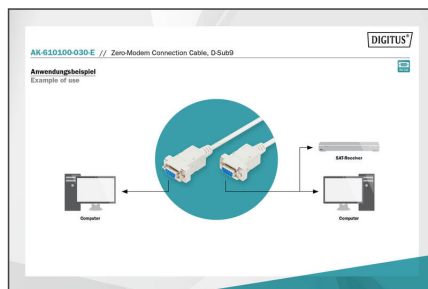 DIGITUS®
AK-610100-030-E // Zero-Modem Connection Cable, D-Sub9
Anwendungsbeispiel
Example of use
SAT-Receiver
Computer
Computer